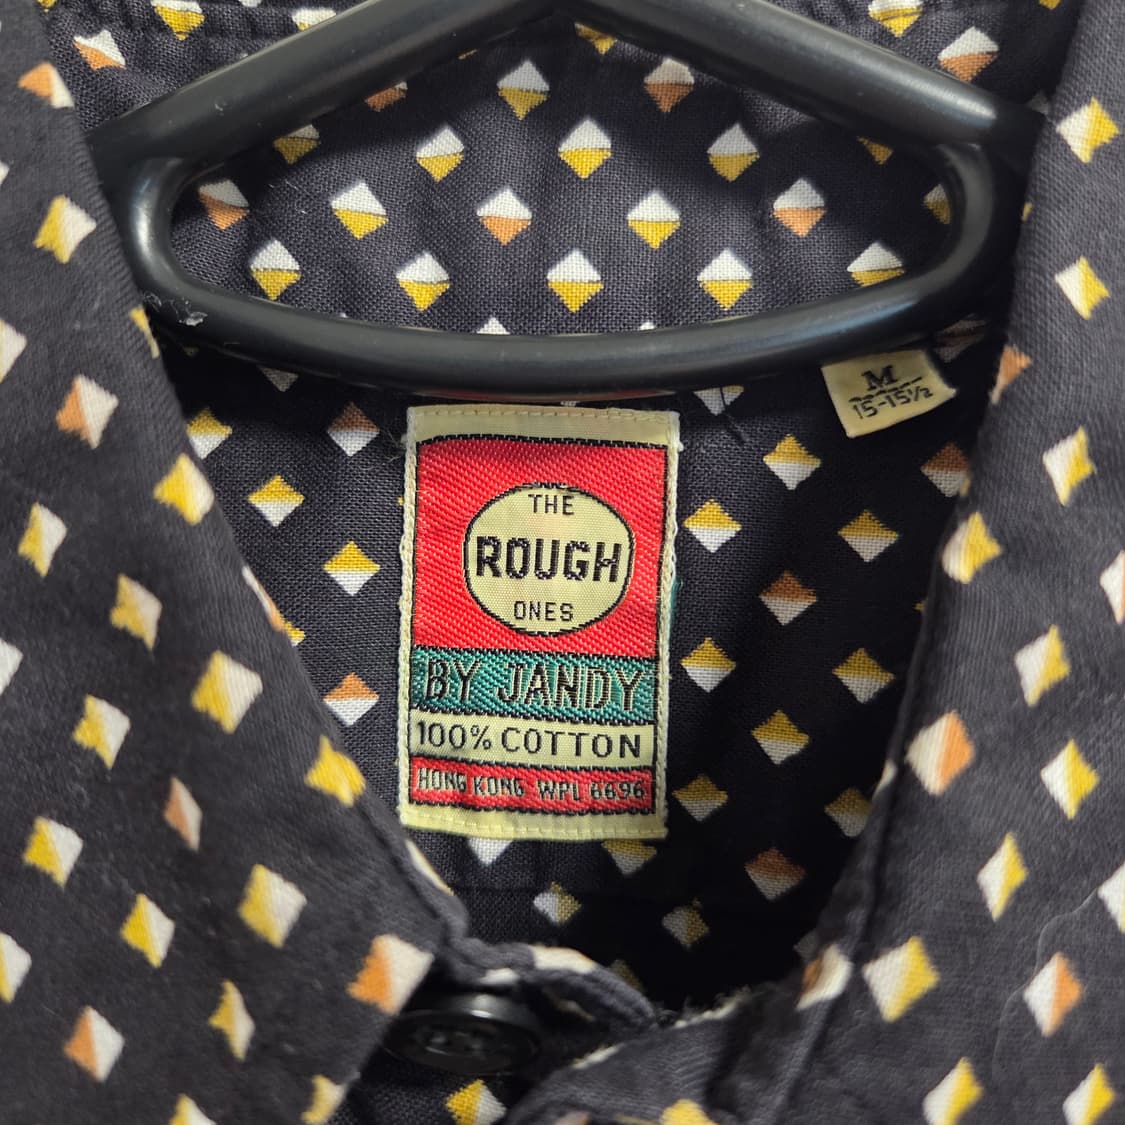 M
15-15½
THE
ROUGH
ONES
BY JANDY
100% COTTON
HONG KONG WPL 6696